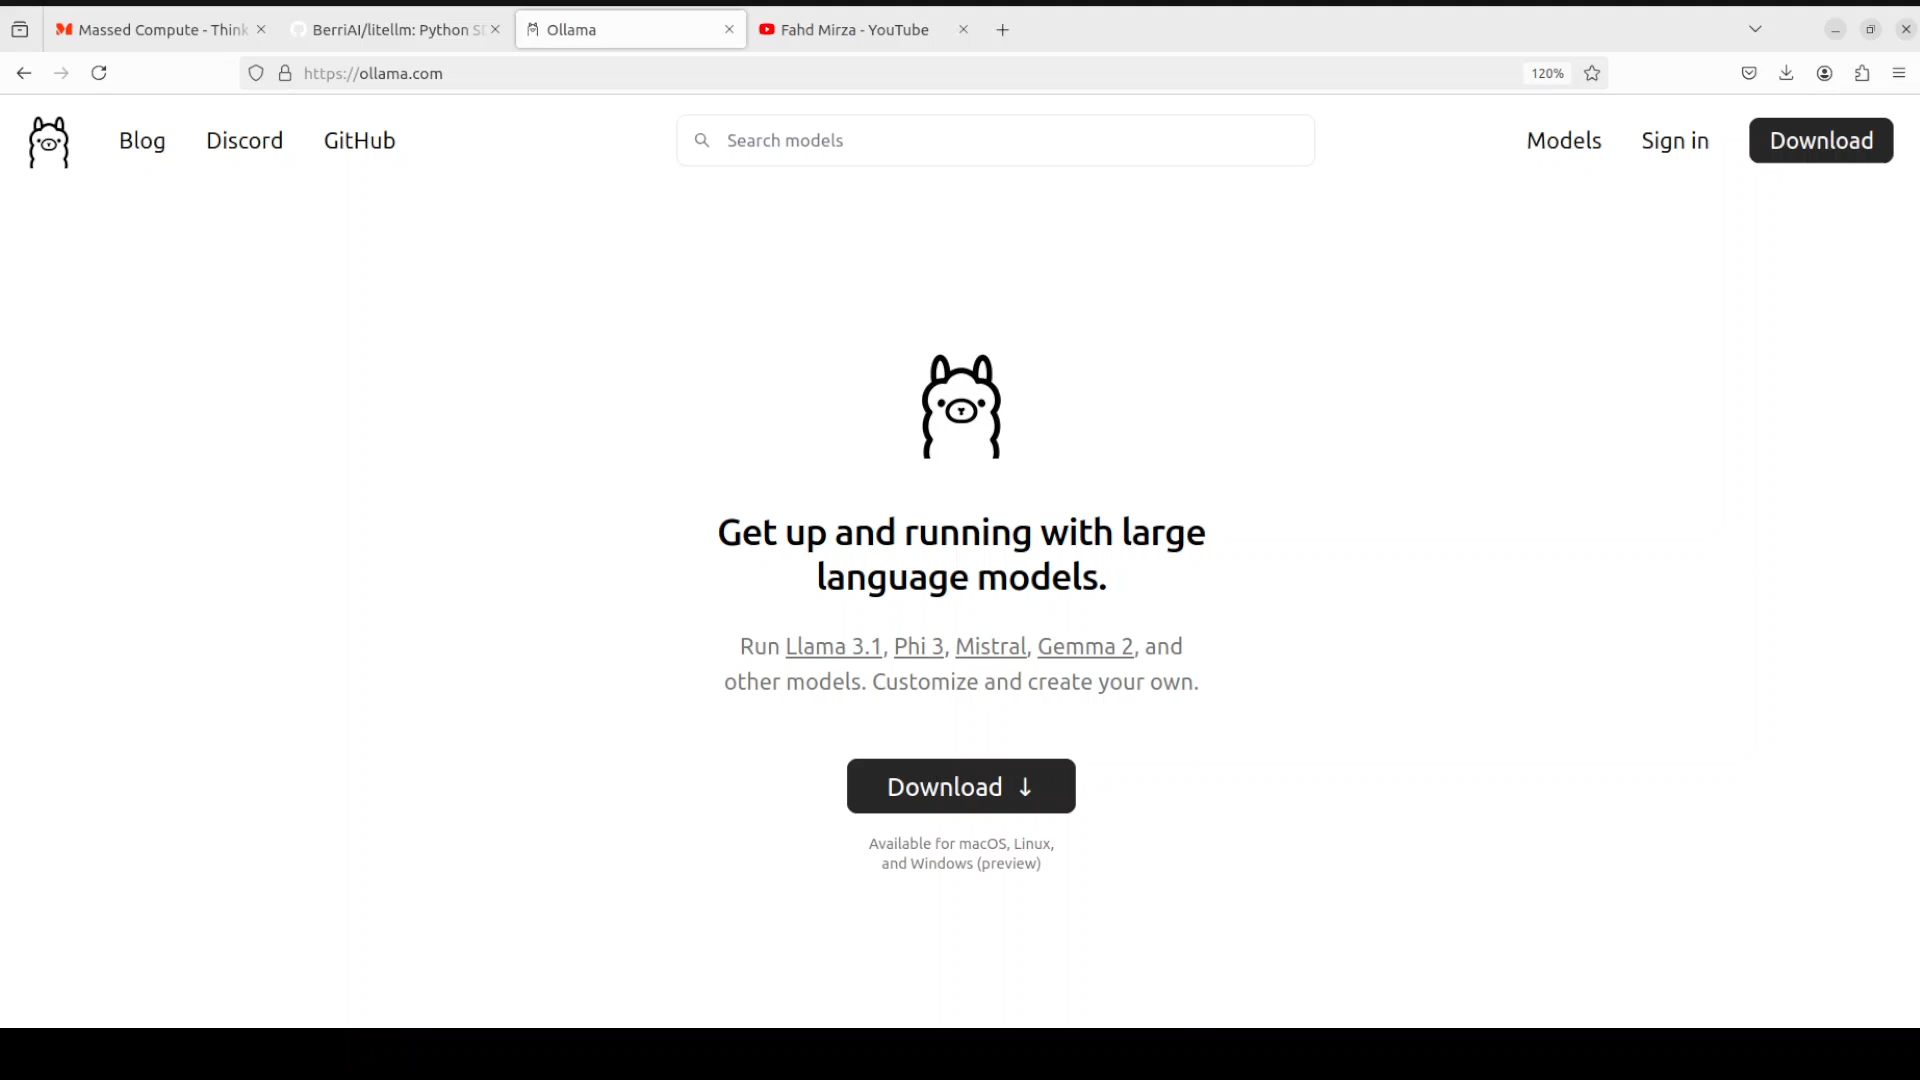 Massed Compute - Think
BerriAI/litellm: Python SD
Ollama
Fahd Mirza - YouTube
https://ollama.com
120%
Blog
Discord
GitHub
Search models
Models
Sign in
Download
Get up and running with large
language models.
Run Llama 3.1, Phi 3, Mistral, Gemma 2, and
other models. Customize and create your own.
Download ↓
Available for macOS, Linux,
and Windows (preview)